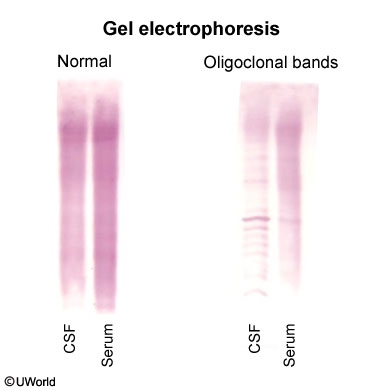 Gel electrophoresis
Normal
Oligoclonal bands
CSF
Serum
CSF
Serum
©UWorld